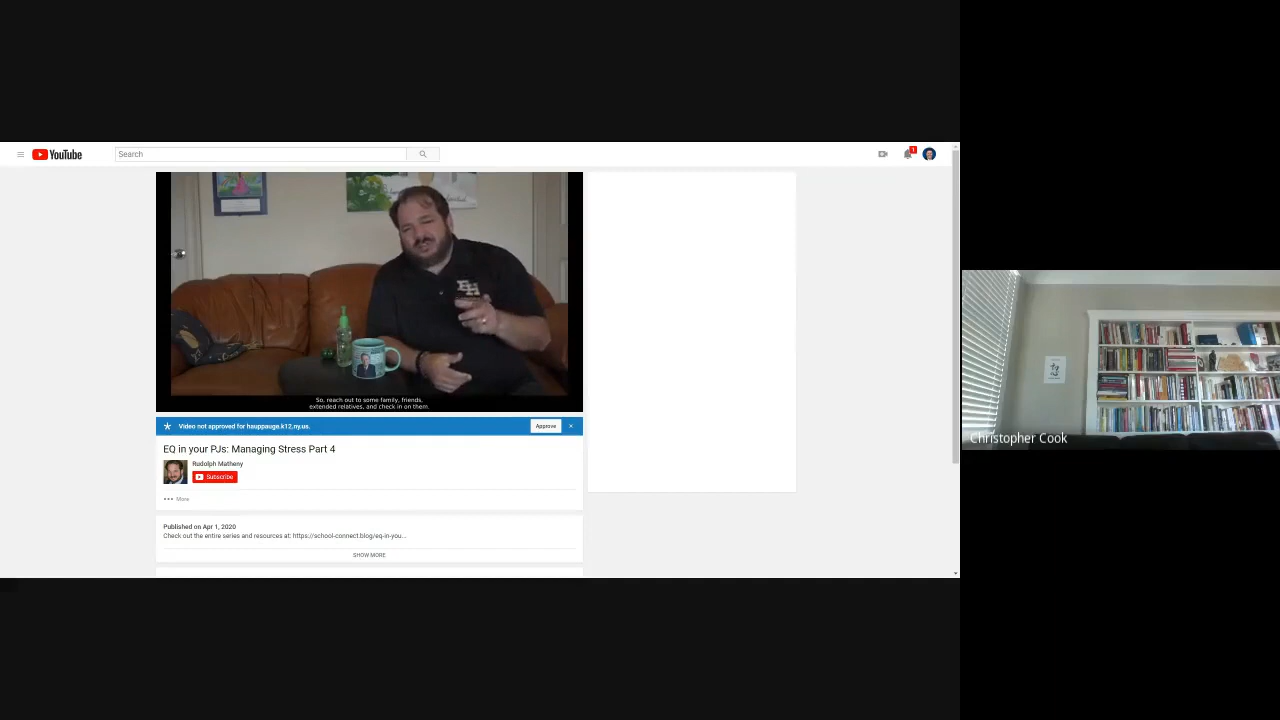 YouTube
Search
1
EH
So, reach out to some family, friends,
extended relatives, and check in on them.
Video not approved for hauppauge.k12.ny.us.
Approve
EQ in your PJs: Managing Stress Part 4
Rudolph Matheny
Subscribe
More
Published on Apr 1, 2020
Check out the entire series and resources at: https://school-connect.blog/eq-in-you...
SHOW MORE
Christopher Cook